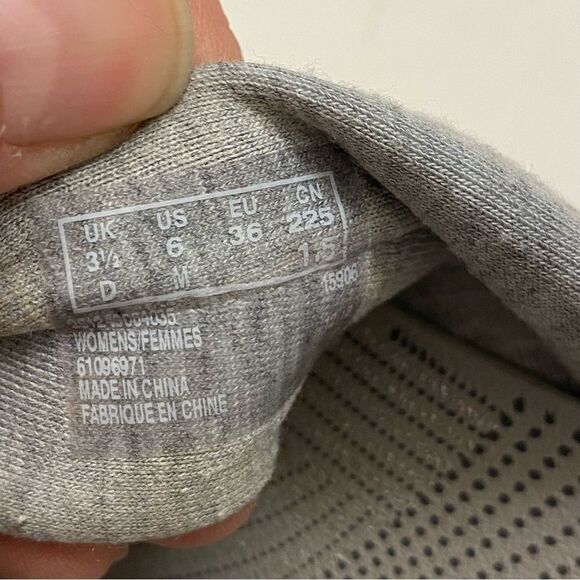 UK US EU CN
3½ 6 36 225
D M 1.5
15906
WOMENS/FEMMES
61096971
MADE IN CHINA
FABRIQUE EN CHINE